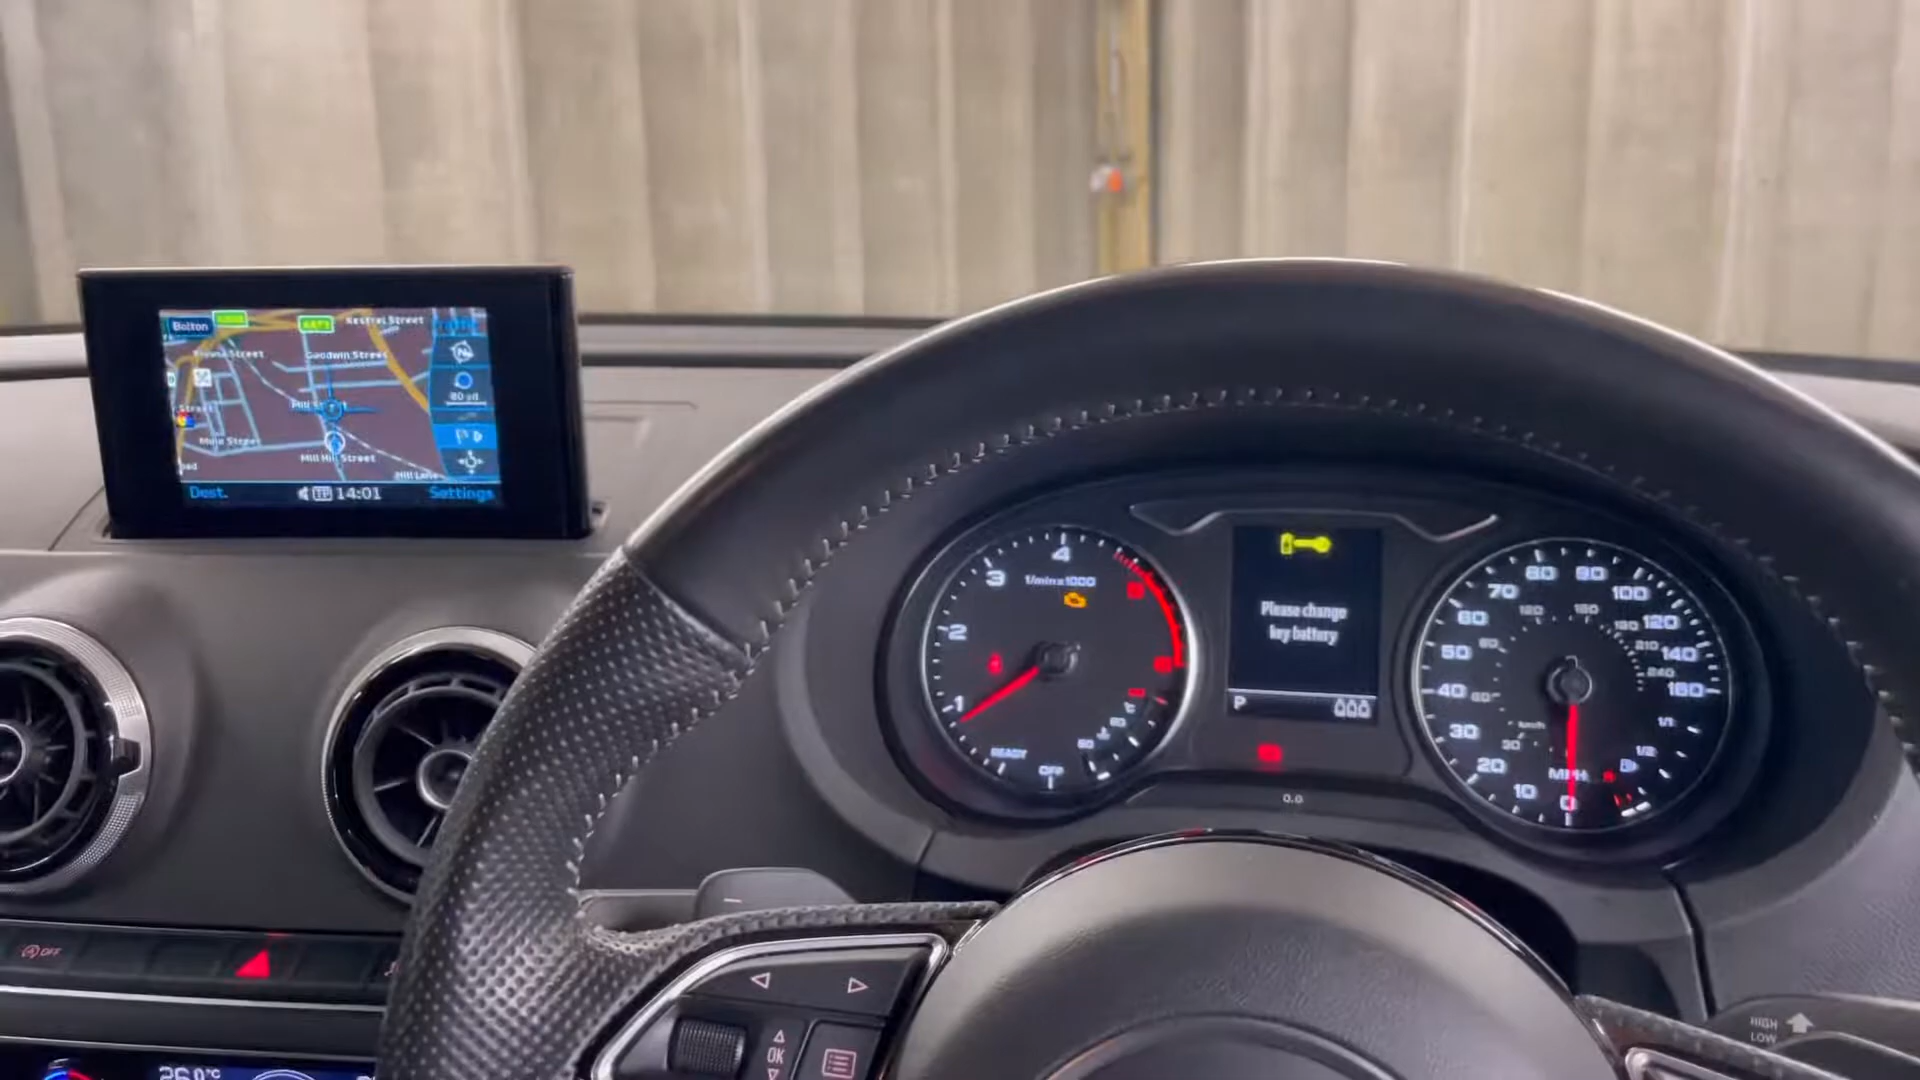 Bolton
Kestrel Street
Goodwin Street
80 yd
Street
Mule Street
Mill Hill Street
Mill Lane
Dest.
TP 14:01
Settings
OFF
1
2
3
4
1/min x 1000
READY
OFF
°C
60
Please change
key battery
P
0.0
0
10
20
30
40
50
60
70
80
90
100
120
140
160
MPH
km/h
1/2
1/1
OK
HIGH
LOW